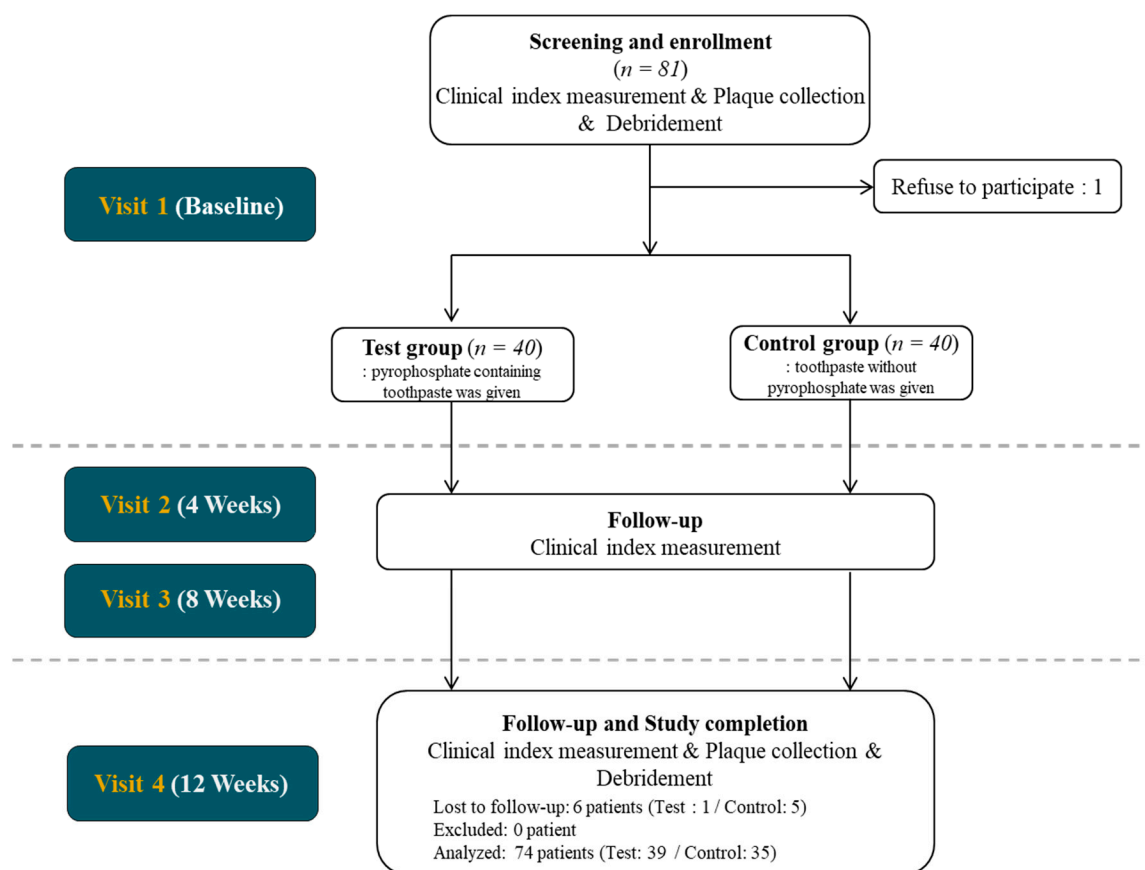 Screening and enrollment
(n = 81)
Clinical index measurement & Plaque collection
& Debridement
Visit 1 (Baseline)
Refuse to participate : 1
Test group (n = 40)
: pyrophosphate containing
toothpaste was given
Control group (n = 40)
: toothpaste without
pyrophosphate was given
Visit 2 (4 Weeks)
Follow-up
Clinical index measurement
Visit 3 (8 Weeks)
Visit 4 (12 Weeks)
Follow-up and Study completion
Clinical index measurement & Plaque collection &
Debridement
Lost to follow-up: 6 patients (Test : 1 / Control: 5)
Excluded: 0 patient
Analyzed: 74 patients (Test: 39 / Control: 35)